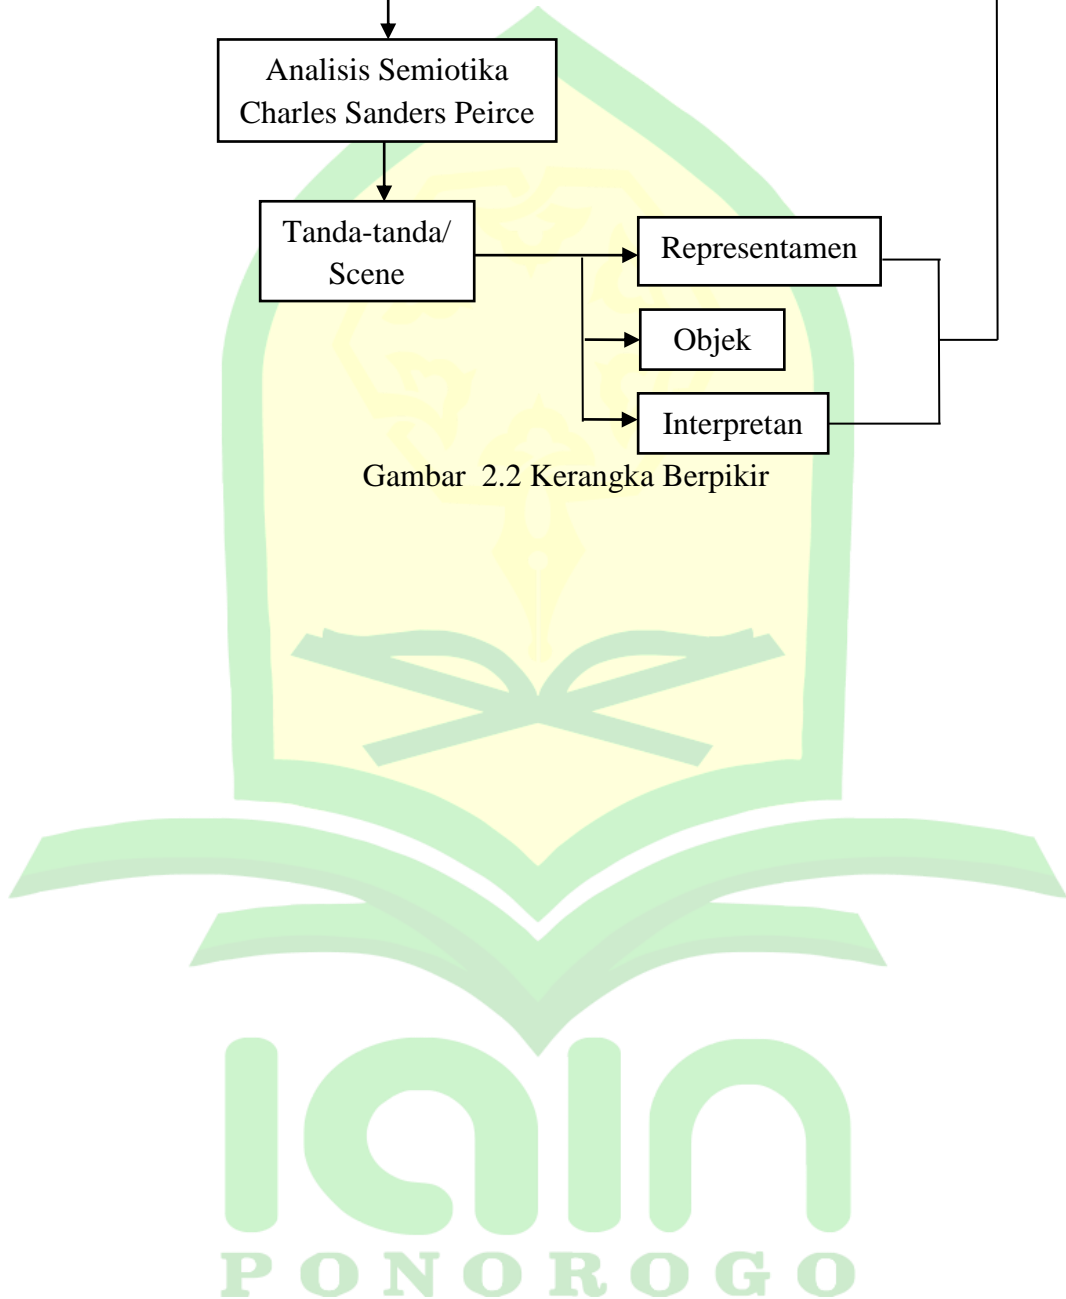 Analisis Semiotika
Charles Sanders Peirce
Tanda-tanda/
Scene
Representamen
Objek
Interpretan
Gambar 2.2 Kerangka Berpikir
iain
PONOROGO